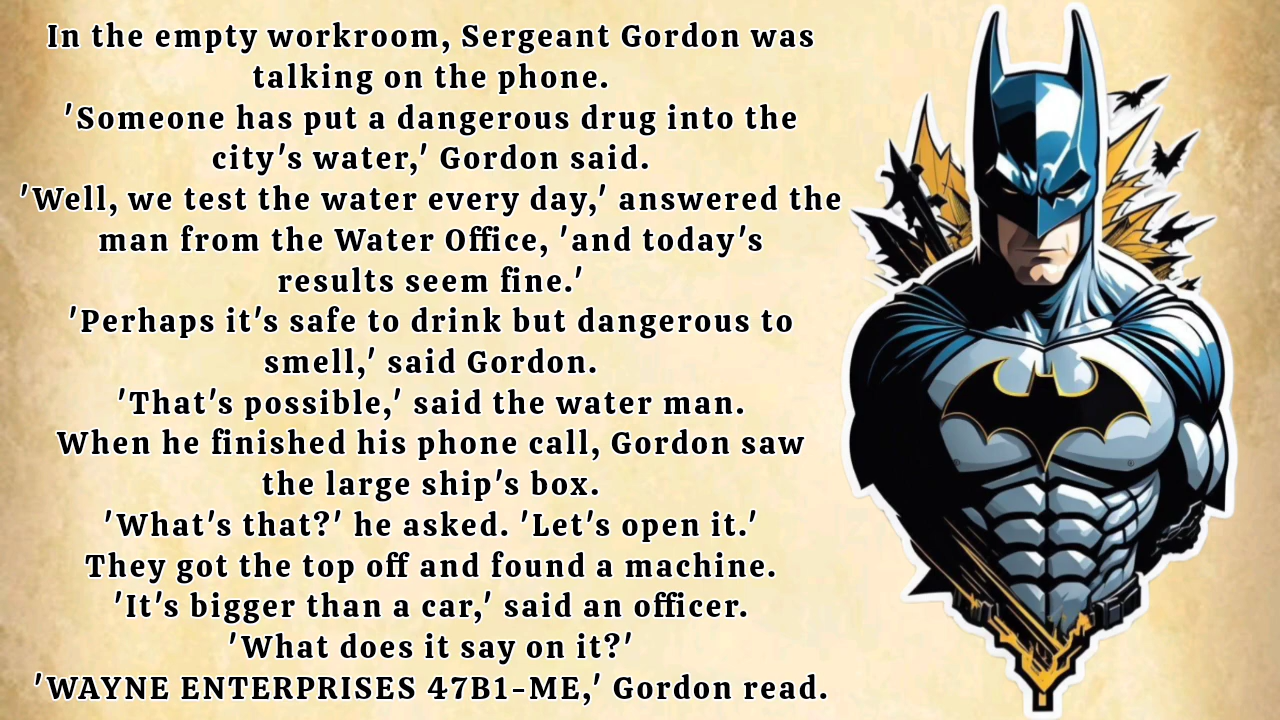 In the empty workroom, Sergeant Gordon was
talking on the phone.
'Someone has put a dangerous drug into the
city's water,' Gordon said.
'Well, we test the water every day,' answered the
man from the Water Office, 'and today's
results seem fine.'
'Perhaps it's safe to drink but dangerous to
smell,' said Gordon.
'That's possible,' said the water man.
When he finished his phone call, Gordon saw
the large ship's box.
'What's that?' he asked. 'Let's open it.'
They got the top off and found a machine.
'It's bigger than a car,' said an officer.
'What does it say on it?'
'WAYNE ENTERPRISES 47B1-ME,' Gordon read.